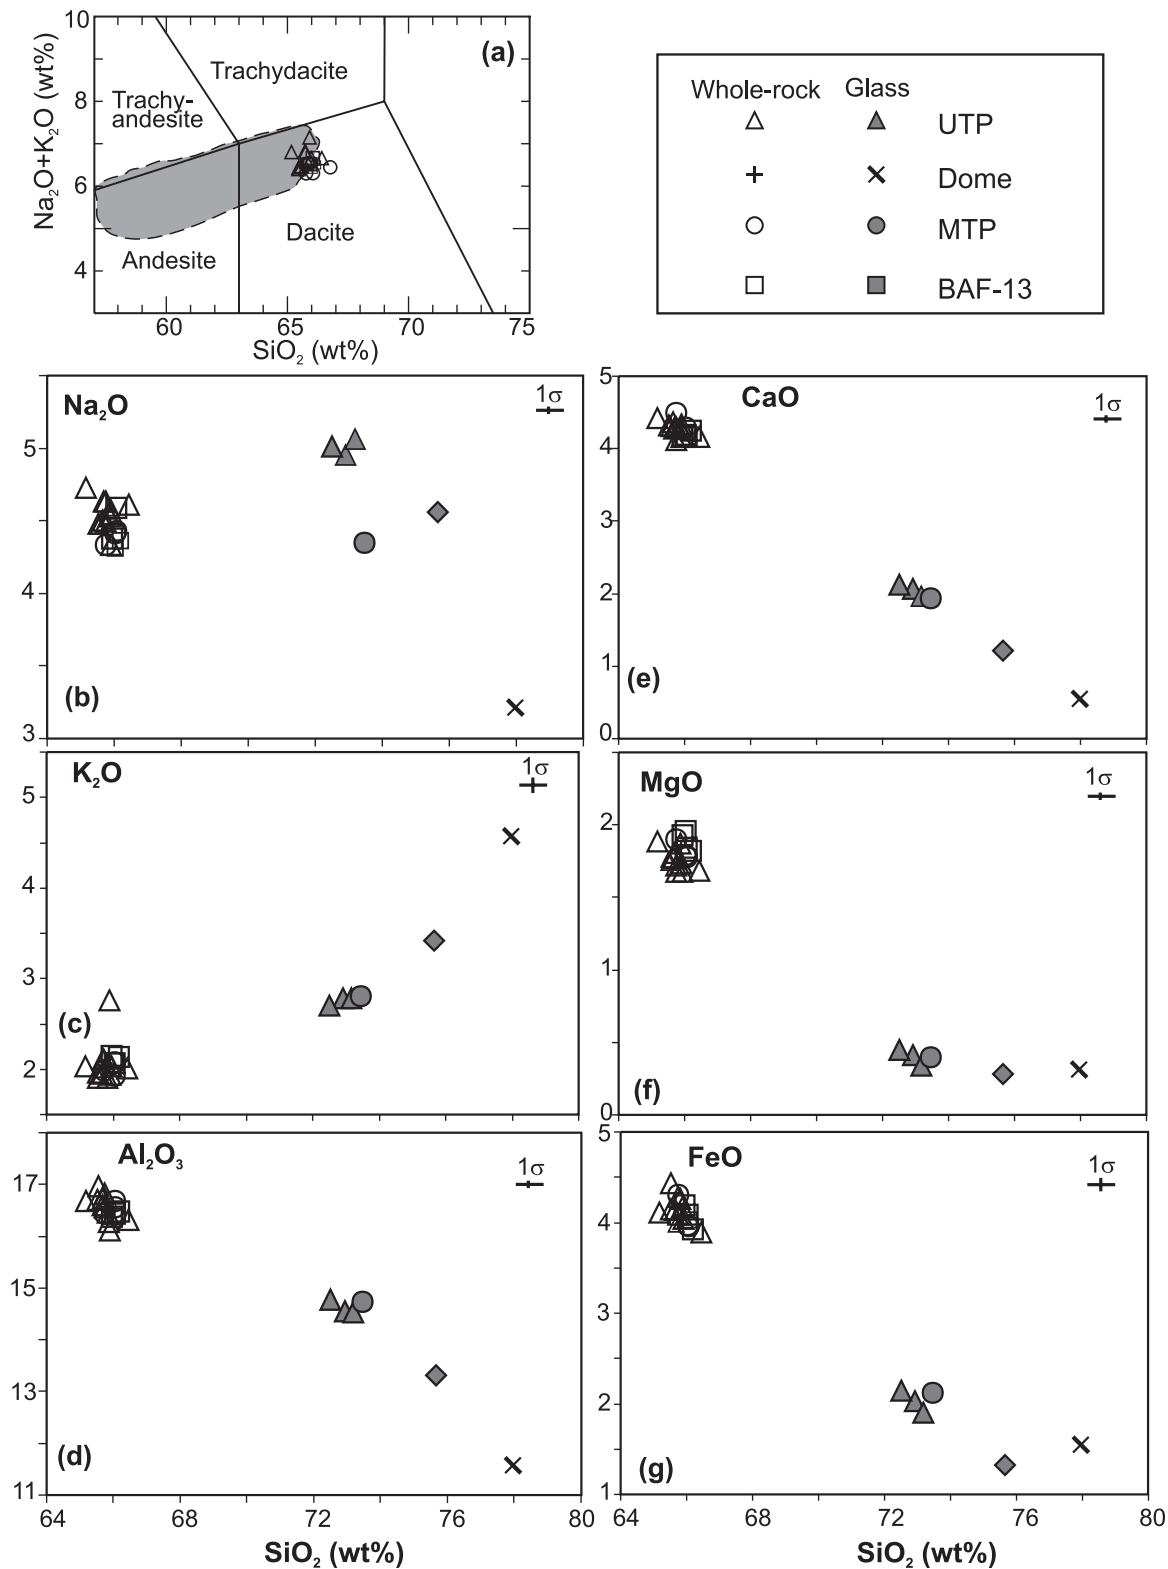 (a)
Na₂O+K₂O (wt%)
10
8
6
4
Trachydacite
Trachy-
andesite
Dacite
Andesite
60 65 70 75
SiO₂ (wt%)
Whole-rock Glass
UTP
Dome
MTP
BAF-13
Na₂O
1σ
5
4
3
(b)
CaO
1σ
5
4
3
2
1
0
(e)
K₂O
1σ
5
4
3
2
(c)
MgO
1σ
2
1
0
(f)
Al₂O₃
1σ
17
15
13
11
(d)
64 68 72 76 80
SiO₂ (wt%)
FeO
1σ
5
4
3
2
1
(g)
64 68 72 76 80
SiO₂ (wt%)